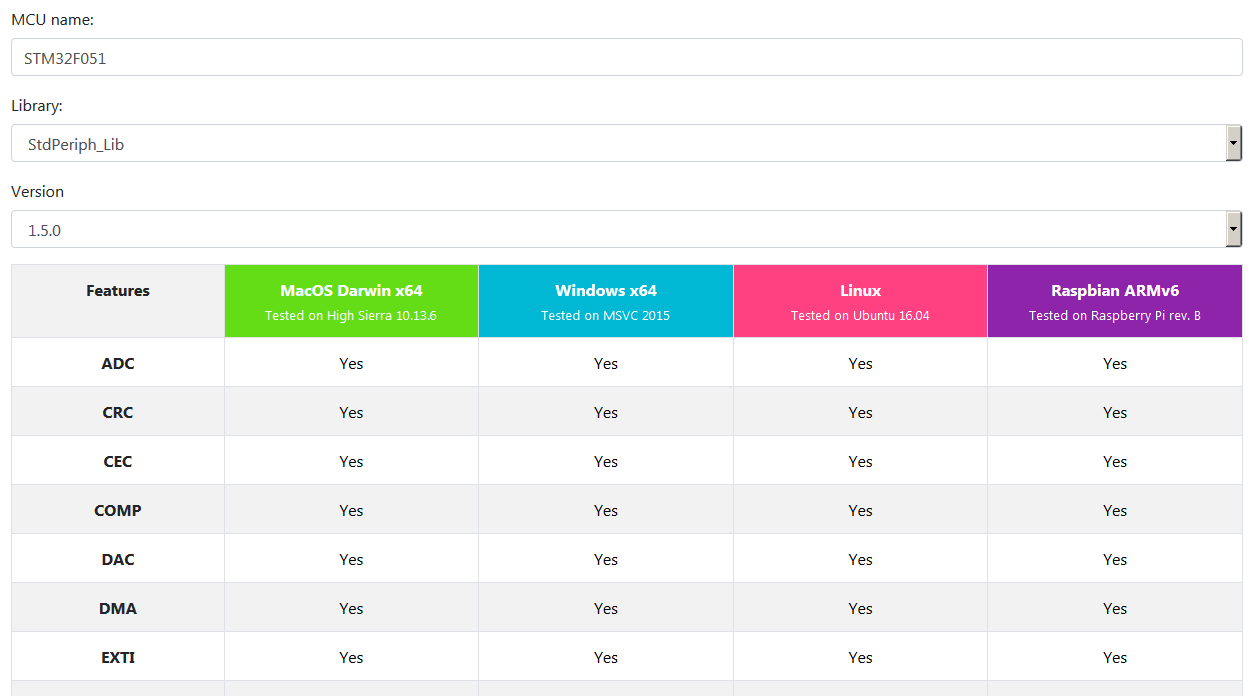 MCU name:
STM32F051
Library:
StdPeriph_Lib
Version
1.5.0
Features MacOS Darwin x64 Windows x64 Linux Raspbian ARMv6
Tested on High Sierra 10.13.6 Tested on MSVC 2015 Tested on Ubuntu 16.04 Tested on Raspberry Pi rev. B
ADC Yes Yes Yes Yes
CRC Yes Yes Yes Yes
CEC Yes Yes Yes Yes
COMP Yes Yes Yes Yes
DAC Yes Yes Yes Yes
DMA Yes Yes Yes Yes
EXTI Yes Yes Yes Yes